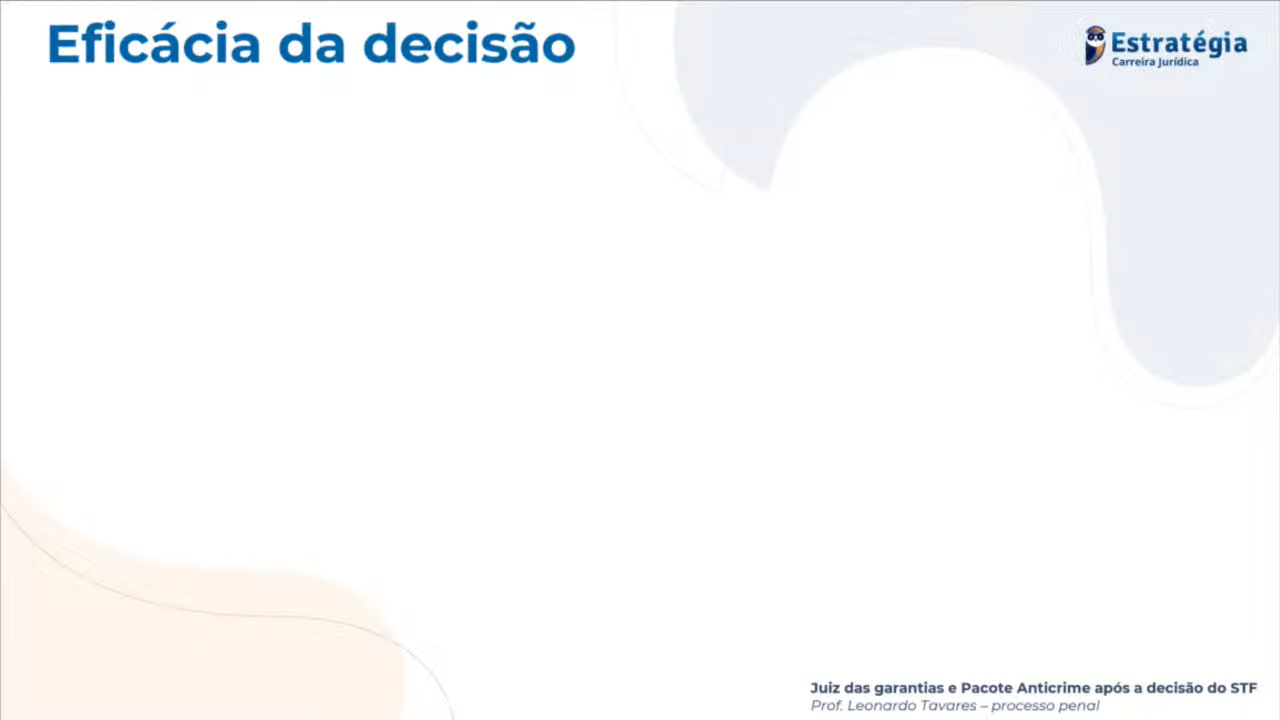 Eficácia da decisão
Estratégia
Carreira Jurídica
Juiz das garantias e Pacote Anticrime após a decisão do STF
Prof. Leonardo Tavares – processo penal